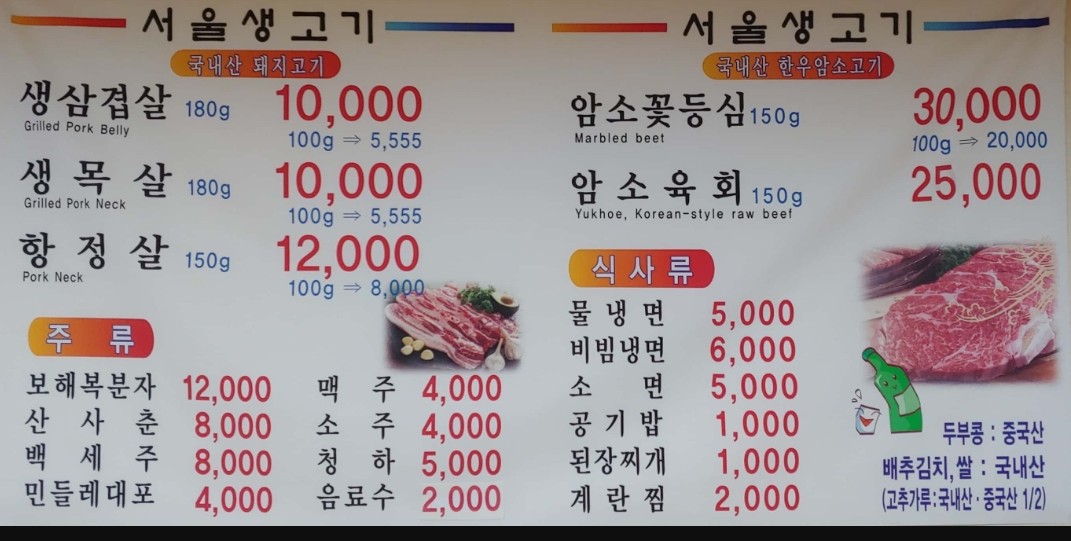 서울생고기
국내산 돼지고기
생삼겹살 180g 10,000
Grilled Pork Belly
100g ⇒ 5,555
생목살 180g 10,000
Grilled Pork Neck
100g ⇒ 5,555
항정살 150g 12,000
Pork Neck
100g ⇒ 8,000
주류
보해복분자 12,000 맥주 4,000
산사춘 8,000 소주 4,000
백세주 8,000 청하 5,000
민들레대포 4,000 음료수 2,000
서울생고기
국내산 한우암소고기
암소꽃등심 150g 30,000
Marbled beet
100g ⇒ 20,000
암소육회 150g 25,000
Yukhoe, Korean-style raw beef
식사류
물냉면 5,000
비빔냉면 6,000
소면 5,000
공기밥 1,000
된장찌개 1,000
계란찜 2,000
두부콩 : 중국산
배추김치,쌀 : 국내산
(고추가루:국내산·중국산 1/2)